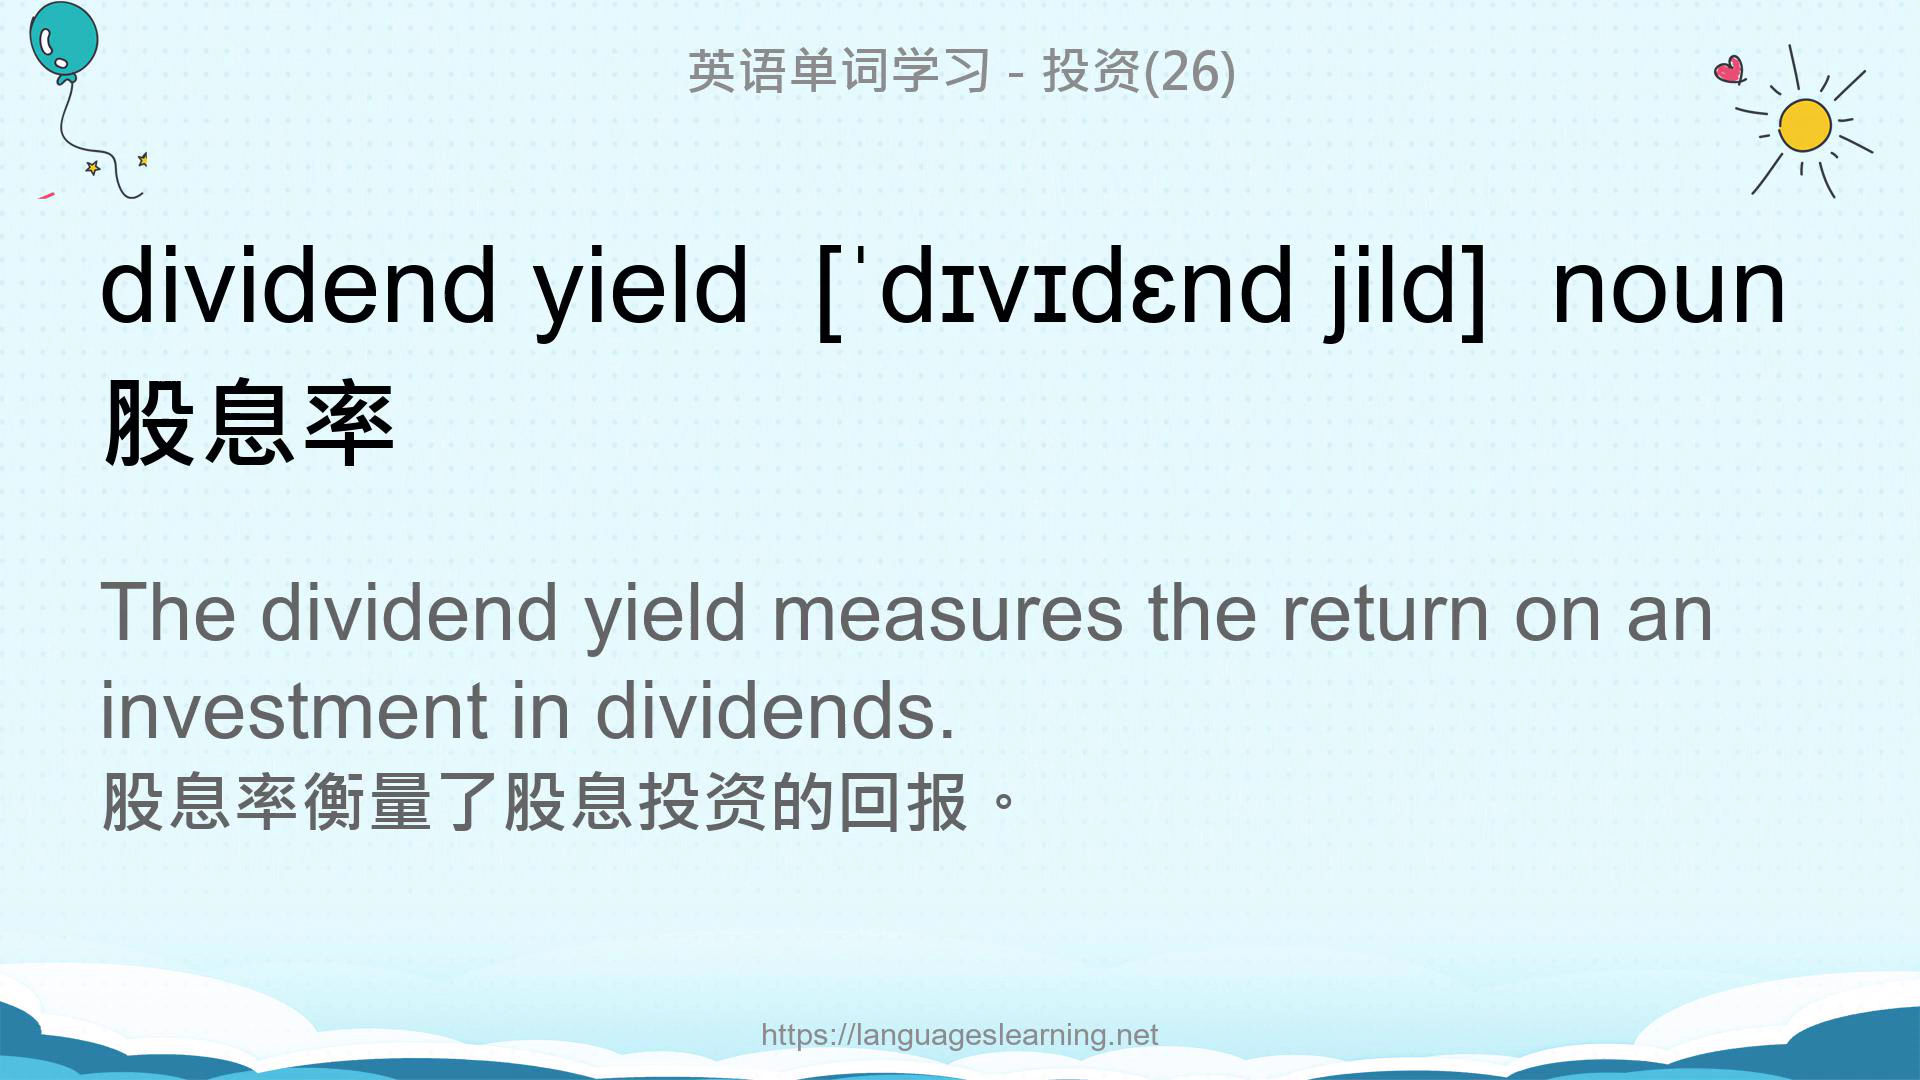 英语单词学习 - 投资(26)
dividend yield [ˈdɪvɪdɛnd jild] noun
股息率
The dividend yield measures the return on an
investment in dividends.
股息率衡量了股息投资的回报。
https://languageslearning.net